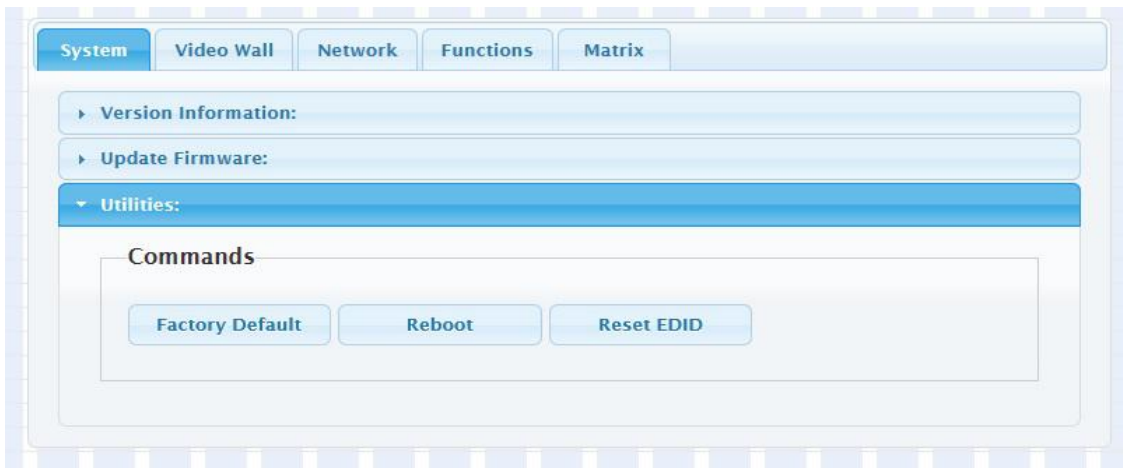 System Video Wall Network Functions Matrix
Version Information:
Update Firmware:
Utilities:
Commands
Factory Default Reboot Reset EDID